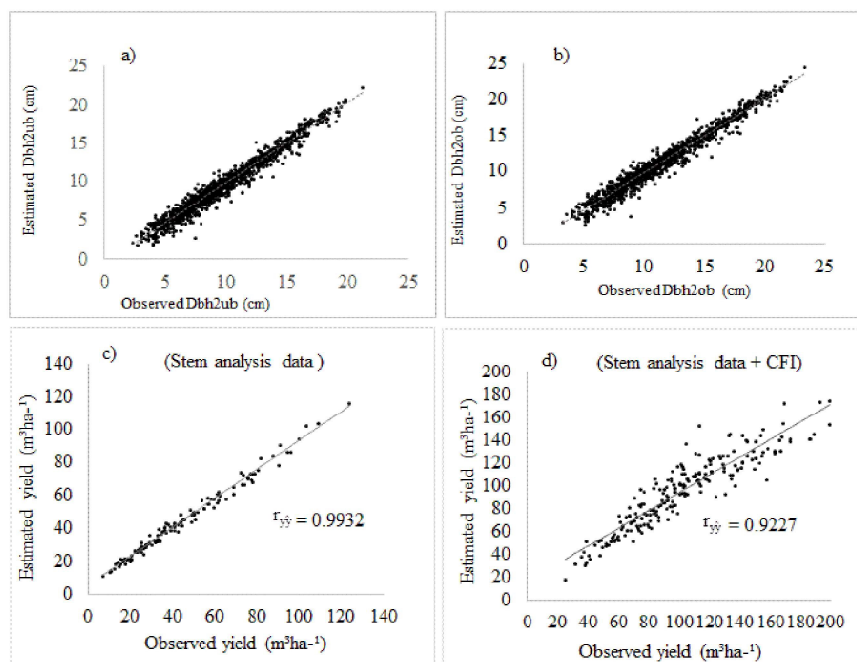 a)
25
20
15
10
5
0
Estimated Dbh2ub (cm)
0 5 10 15 20 25
Observed Dbh2ub (cm)
b)
25
20
15
10
5
0
Estimated Dbh2ob (cm)
0 5 10 15 20 25
Observed Dbh2ob (cm)
c) (Stem analysis data )
140
120
100
80
60
40
20
0
Estimated yield (m³ha-¹)
ryŷ = 0.9932
0 20 40 60 80 100 120 140
Observed yield (m³ha-¹)
d) (Stem analysis data + CFI)
200
180
160
140
120
100
80
60
40
20
0
Estimated yield (m³ha-¹)
ryŷ = 0.9227
0 20 40 60 80 100 120 140 160 180 200
Observed yield (m³ha-¹)